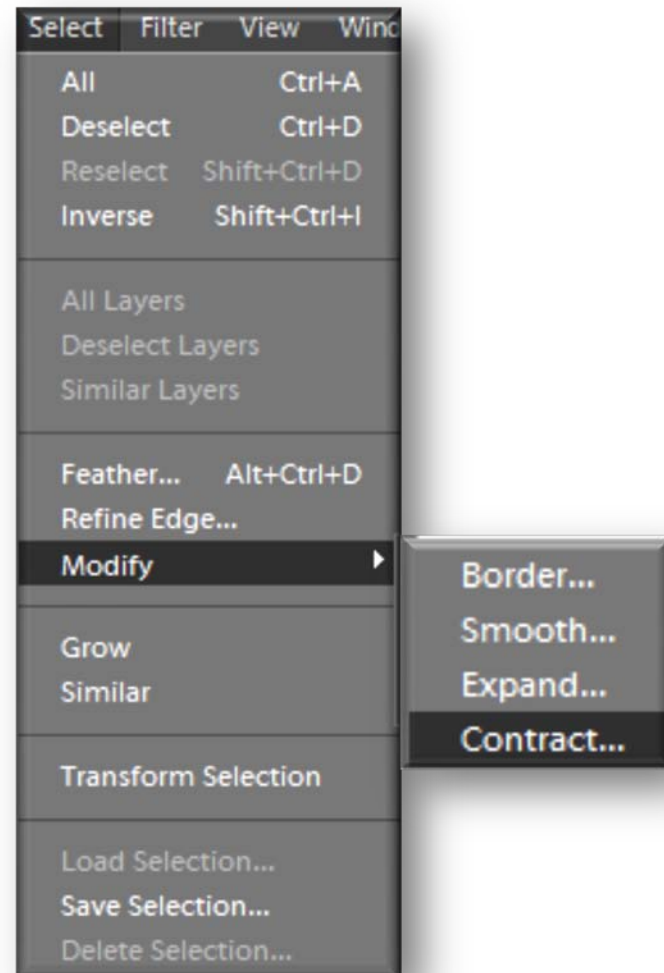 Select Filter View Wind
All Ctrl+A
Deselect Ctrl+D
Reselect Shift+Ctrl+D
Inverse Shift+Ctrl+I
All Layers
Deselect Layers
Similar Layers
Feather... Alt+Ctrl+D
Refine Edge...
Modify
Border...
Smooth...
Expand...
Contract...
Grow
Similar
Transform Selection
Load Selection...
Save Selection...
Delete Selection...